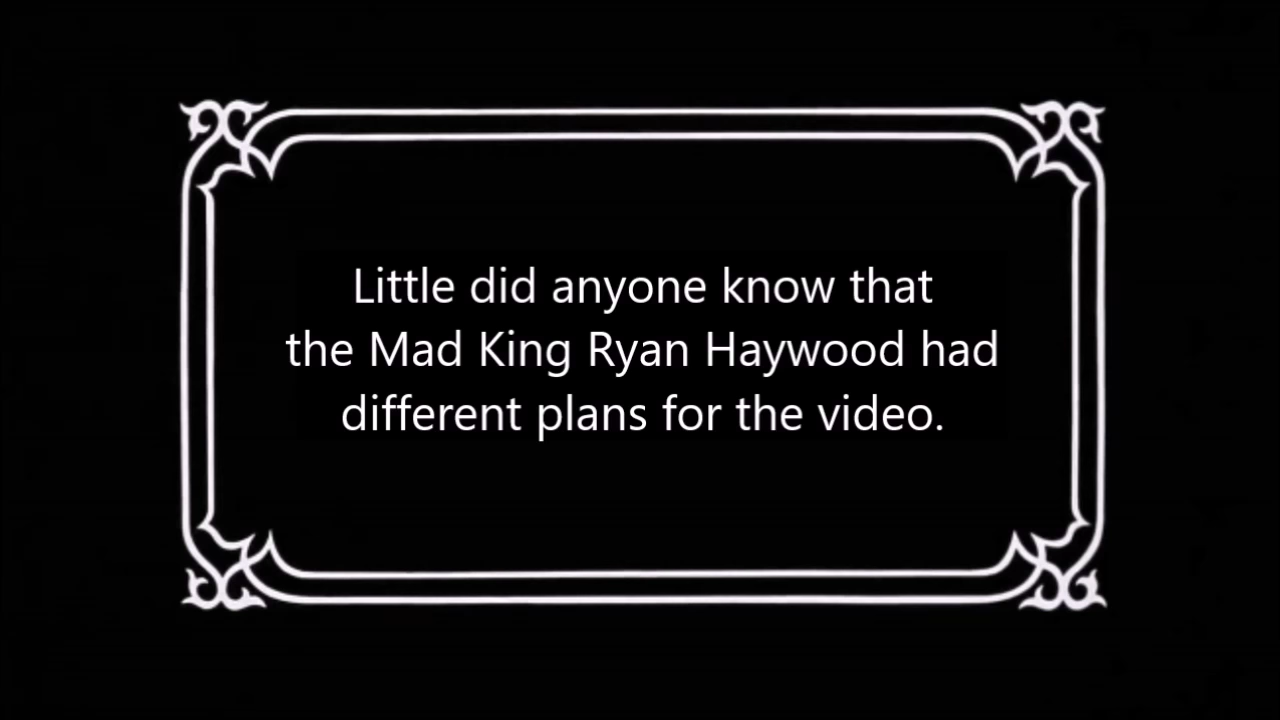 Little did anyone know that
the Mad King Ryan Haywood had
different plans for the video.